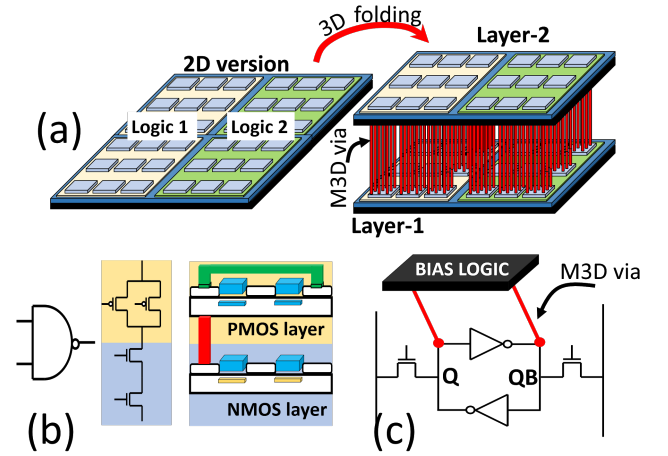 3D folding
2D version
Layer-2
(a)
Logic 1
Logic 2
M3D via
Layer-1
BIAS LOGIC
M3D via
PMOS layer
Q
QB
NMOS layer
(b)
(c)